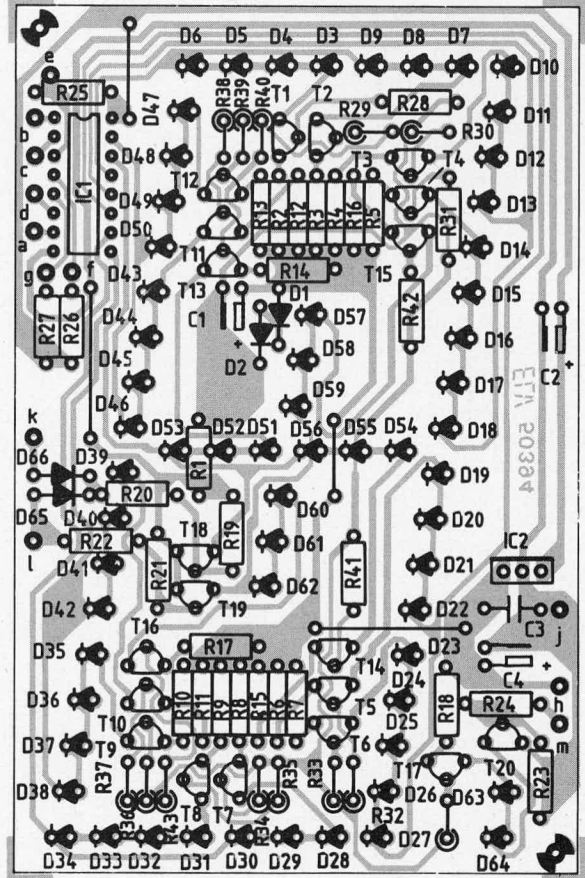 D6 D5 D4 D3 D9 D8 D7
D10
e
R25
D47
R38
R39
R40
T1
T2
R29
R28
R30
D11
b
IC1
D48
T12
T3
T4
D12
c
D49
R13
R2
R12
R3
R4
R16
R5
R31
D13
d
D50
a
T11
D14
g
f
D43
T13
R14
T15
D15
R27
R26
D44
C1
+
D1
D57
R42
D16
C2
+
D2
D58
D45
D17
ELV 50394
D46
D59
D18
k
D53
D52
D51
D56
D55
D54
D66
D39
R1
D19
R20
D60
D65
D40
T18
R19
D20
l
R22
D61
IC2
D41
R21
R41
D21
D62
D42
T19
D22
C3
j
T16
D35
R17
T14
D23
+
D24
C4
D36
R10
R11
R9
R8
R15
R6
R7
T5
D25
R18
R24
h
T10
D37
T9
T6
m
R37
R35
R33
T17
T20
R23
D38
R36
R43
T8
T7
R34
R32
D26
D63
D27
D34 D33 D32 D31 D30 D29 D28
D64